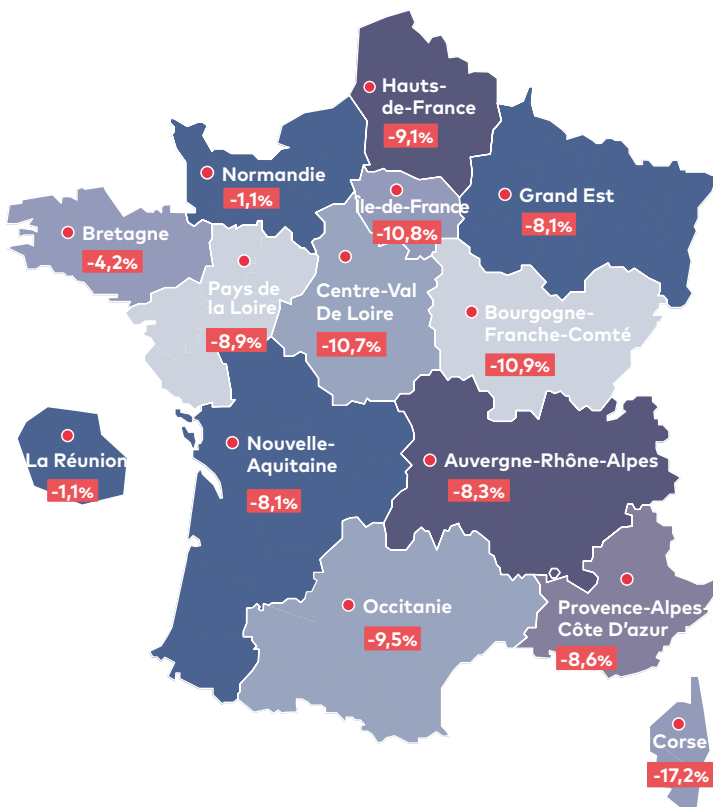 Hauts-
de-France
-9,1%
Normandie
-1,1%
Île-de-France
-10,8%
Grand Est
-8,1%
Bretagne
-4,2%
Pays de
la Loire
-8,9%
Centre-Val
De Loire
-10,7%
Bourgogne-
Franche-Comté
-10,9%
La Réunion
-1,1%
Nouvelle-
Aquitaine
-8,1%
Auvergne-Rhône-Alpes
-8,3%
Occitanie
-9,5%
Provence-Alpes-
Côte D'azur
-8,6%
Corse
-17,2%